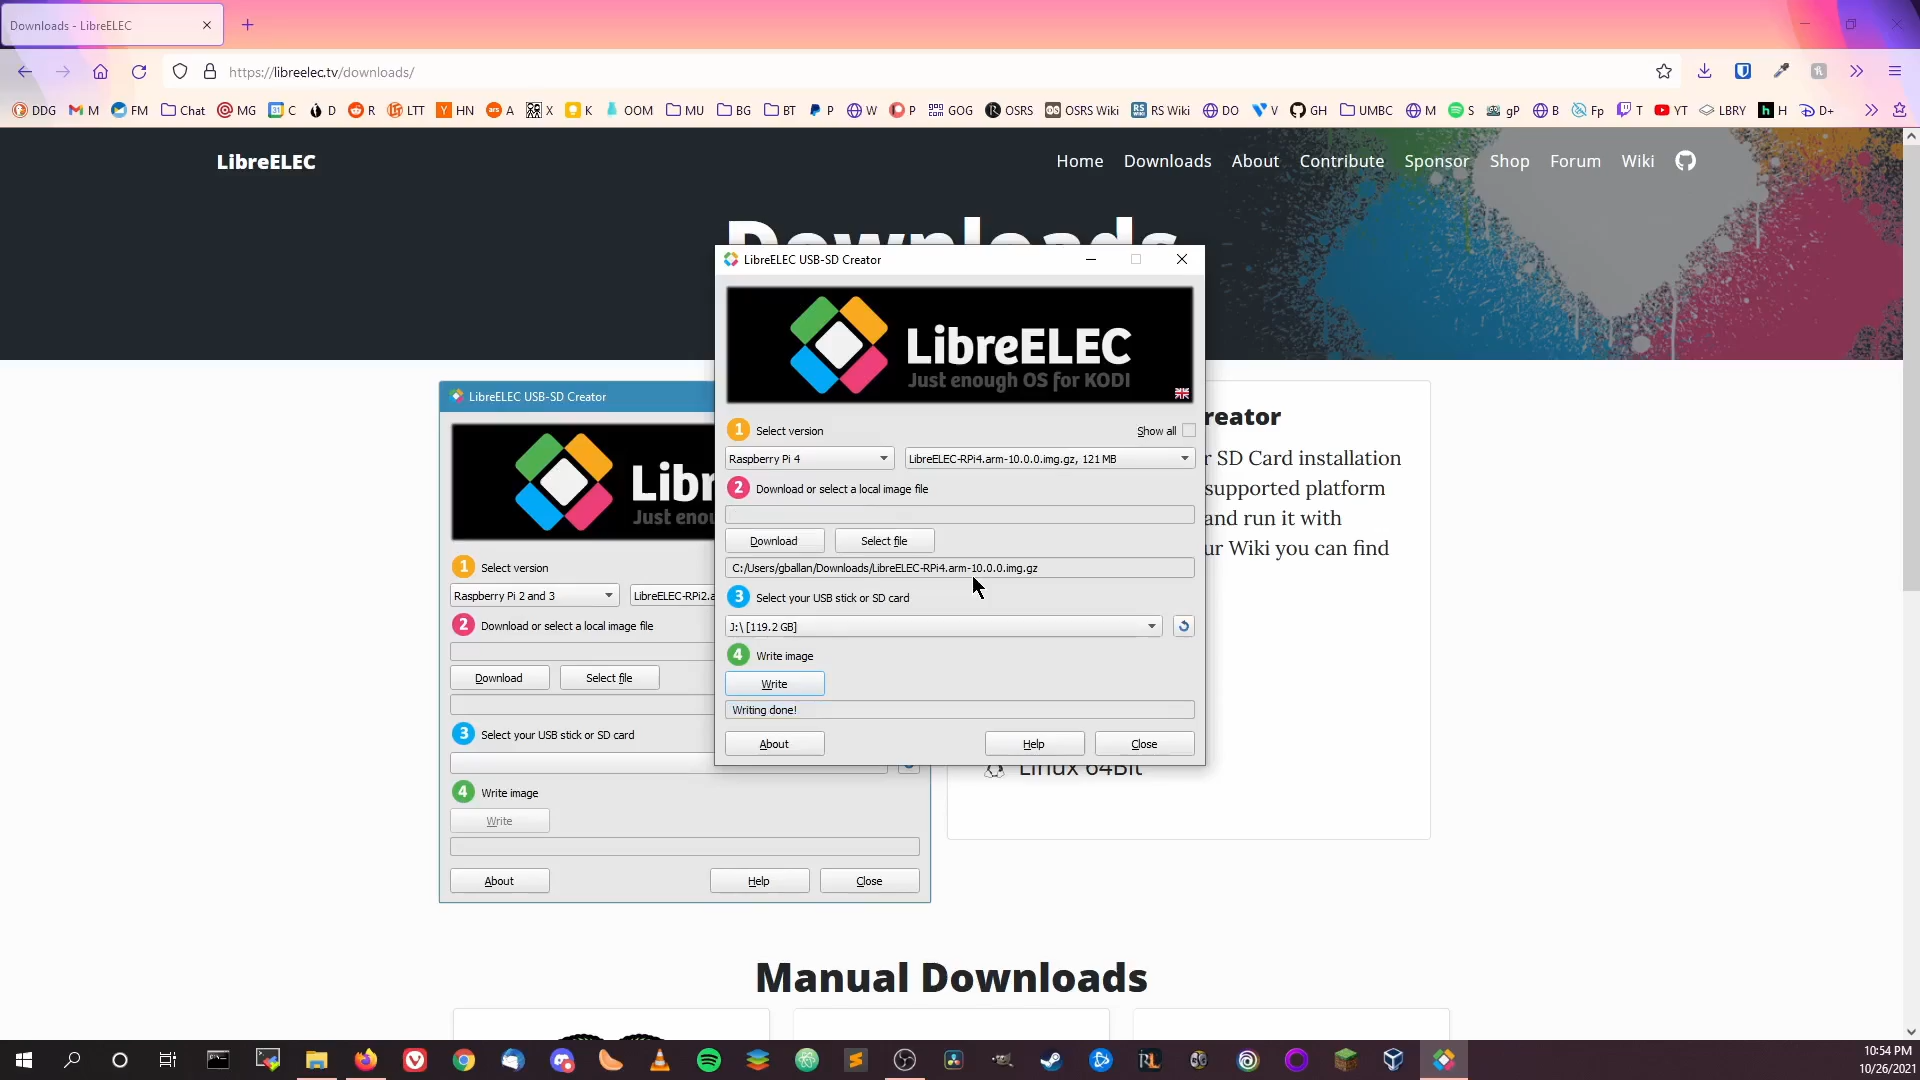 Downloads - LibreELEC
https://libreelec.tv/downloads/
DDG M FM Chat MG C D R LTT HN A X K OOM MU BG BT P W P GOG OSRS OSRS Wiki RS Wiki DO V GH UMBC M S gP B Fp T YT LBRY H D+
LibreELEC
Home Downloads About Contribute Sponsor Shop Forum Wiki
Downloads
LibreELEC USB-SD Creator
LibreELEC
Just enough OS for KODI
1 Select version Show all
Raspberry Pi 4 LibreELEC-RPi4.arm-10.0.0.img.gz, 121 MB
2 Download or select a local image file
Download Select file
C:/Users/gballan/Downloads/LibreELEC-RPi4.arm-10.0.0.img.gz
3 Select your USB stick or SD card
J:\ [119.2 GB]
4 Write image
Write
Writing done!
About Help Close
LibreELEC USB-SD Creator
Libr
Just enou
1 Select version
Raspberry Pi 2 and 3 LibreELEC-RPi2.a
2 Download or select a local image file
Download Select file
3 Select your USB stick or SD card
4 Write image
Write
About Help Close
reator
r SD Card installation
supported platform
and run it with
ur Wiki you can find
Linux 64Bit
Manual Downloads
10:54 PM
10/26/2021